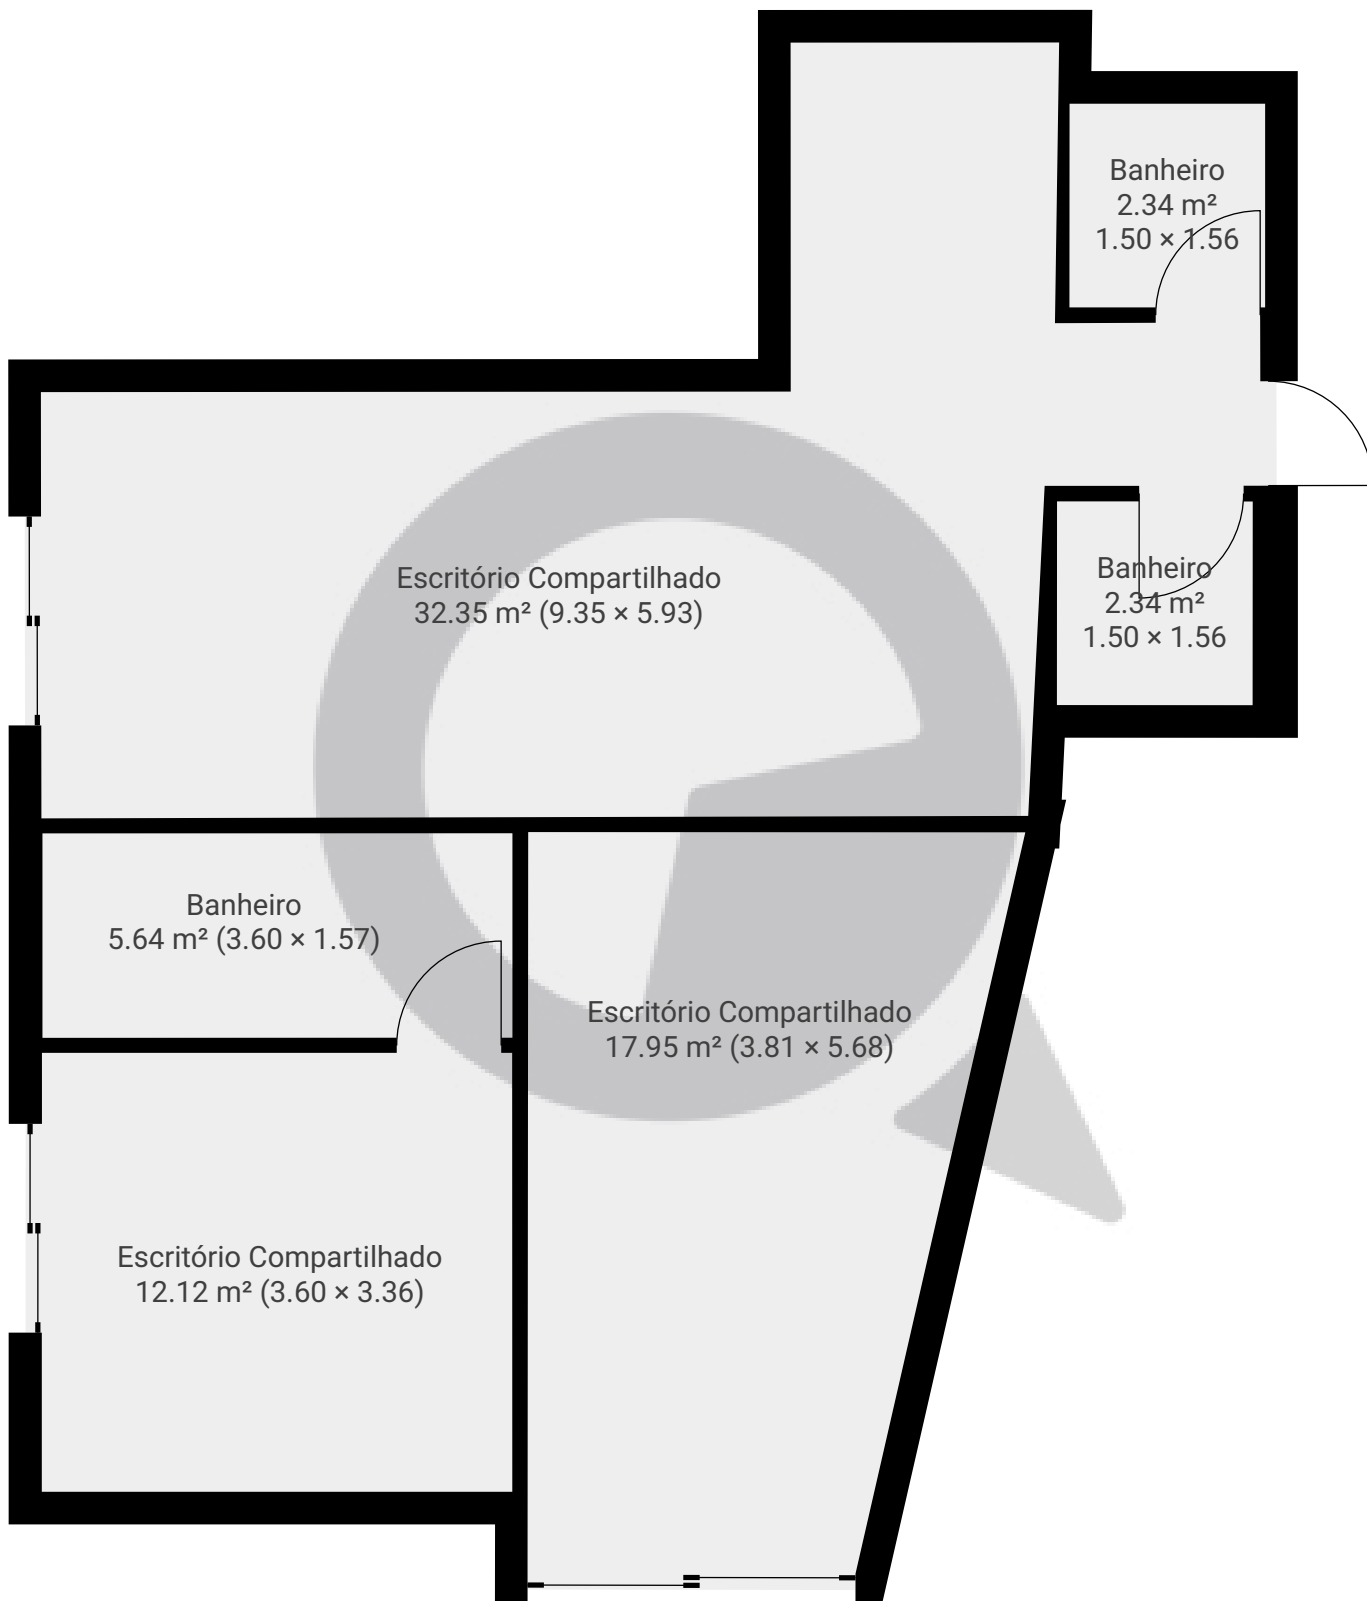 Banheiro
2.34 m²
1.50 × 1.56
Escritório Compartilhado
32.35 m² (9.35 × 5.93)
Banheiro
2.34 m²
1.50 × 1.56
Banheiro
5.64 m² (3.60 × 1.57)
Escritório Compartilhado
17.95 m² (3.81 × 5.68)
Escritório Compartilhado
12.12 m² (3.60 × 3.36)